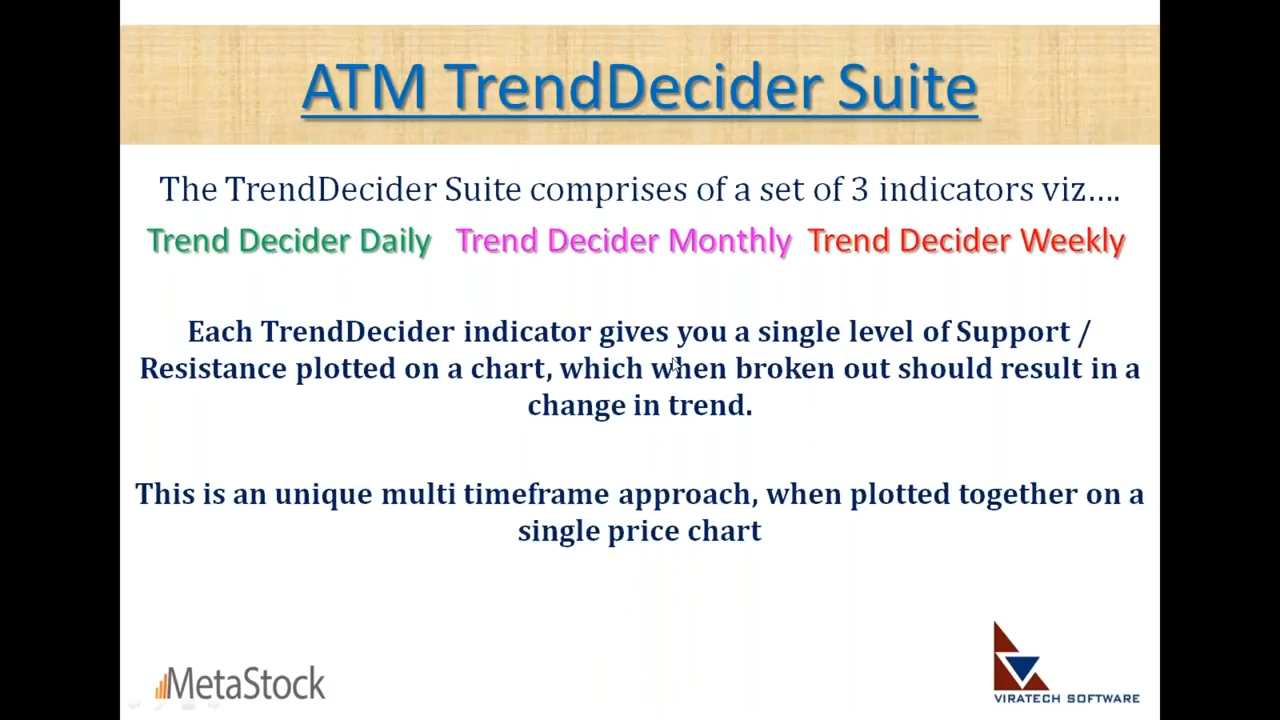 ATM TrendDecider Suite
The TrendDecider Suite comprises of a set of 3 indicators viz....
Trend Decider Daily Trend Decider Monthly Trend Decider Weekly
Each TrendDecider indicator gives you a single level of Support /
Resistance plotted on a chart, which when broken out should result in a
change in trend.
This is an unique multi timeframe approach, when plotted together on a
single price chart
MetaStock
VIRATECH SOFTWARE